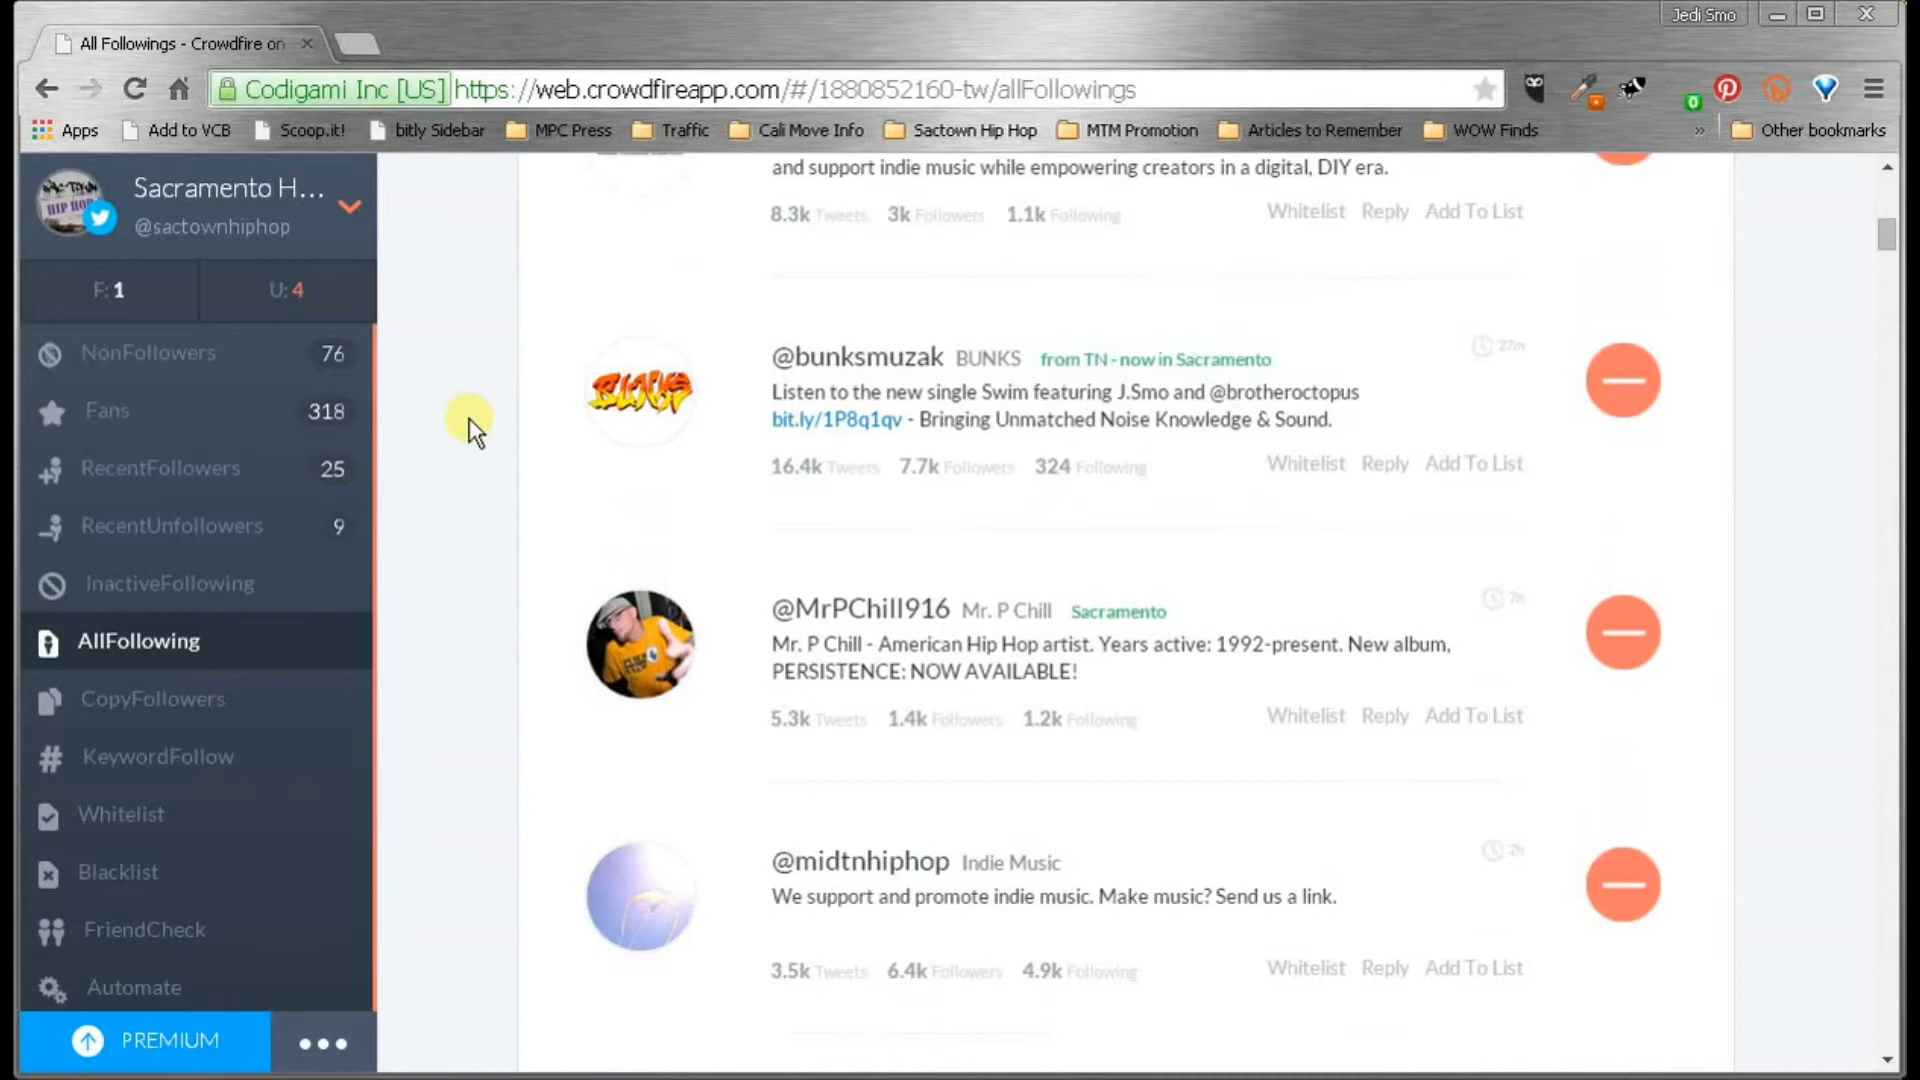 Jedi Smo
All Followings - Crowdfire on
Codigami Inc [US] https://web.crowdfireapp.com/#/1880852160-tw/allFollowings
0
Apps Add to VCB Scoop.it! bitly Sidebar MPC Press Traffic Cali Move Info Sactown Hip Hop MTM Promotion Articles to Remember WOW Finds » Other bookmarks
Sacramento H...
@sactownhiphop
HIP HOP
F: 1 U: 4
NonFollowers 76
Fans 318
RecentFollowers 25
RecentUnfollowers 9
InactiveFollowing
AllFollowing
CopyFollowers
KeywordFollow
Whitelist
Blacklist
FriendCheck
Automate
PREMIUM
and support indie music while empowering creators in a digital, DIY era.
8.3k Tweets 3k Followers 1.1k Following Whitelist Reply Add To List
BUNKS
@bunksmuzak BUNKS from TN - now in Sacramento 27m
Listen to the new single Swim featuring J.Smo and @brotheroctopus
bit.ly/1P8q1qv - Bringing Unmatched Noise Knowledge & Sound.
16.4k Tweets 7.7k Followers 324 Following Whitelist Reply Add To List
@MrPChill916 Mr. P Chill Sacramento 7h
Mr. P Chill - American Hip Hop artist. Years active: 1992-present. New album,
PERSISTENCE: NOW AVAILABLE!
5.3k Tweets 1.4k Followers 1.2k Following Whitelist Reply Add To List
@midtnhiphop Indie Music 2h
We support and promote indie music. Make music? Send us a link.
3.5k Tweets 6.4k Followers 4.9k Following Whitelist Reply Add To List